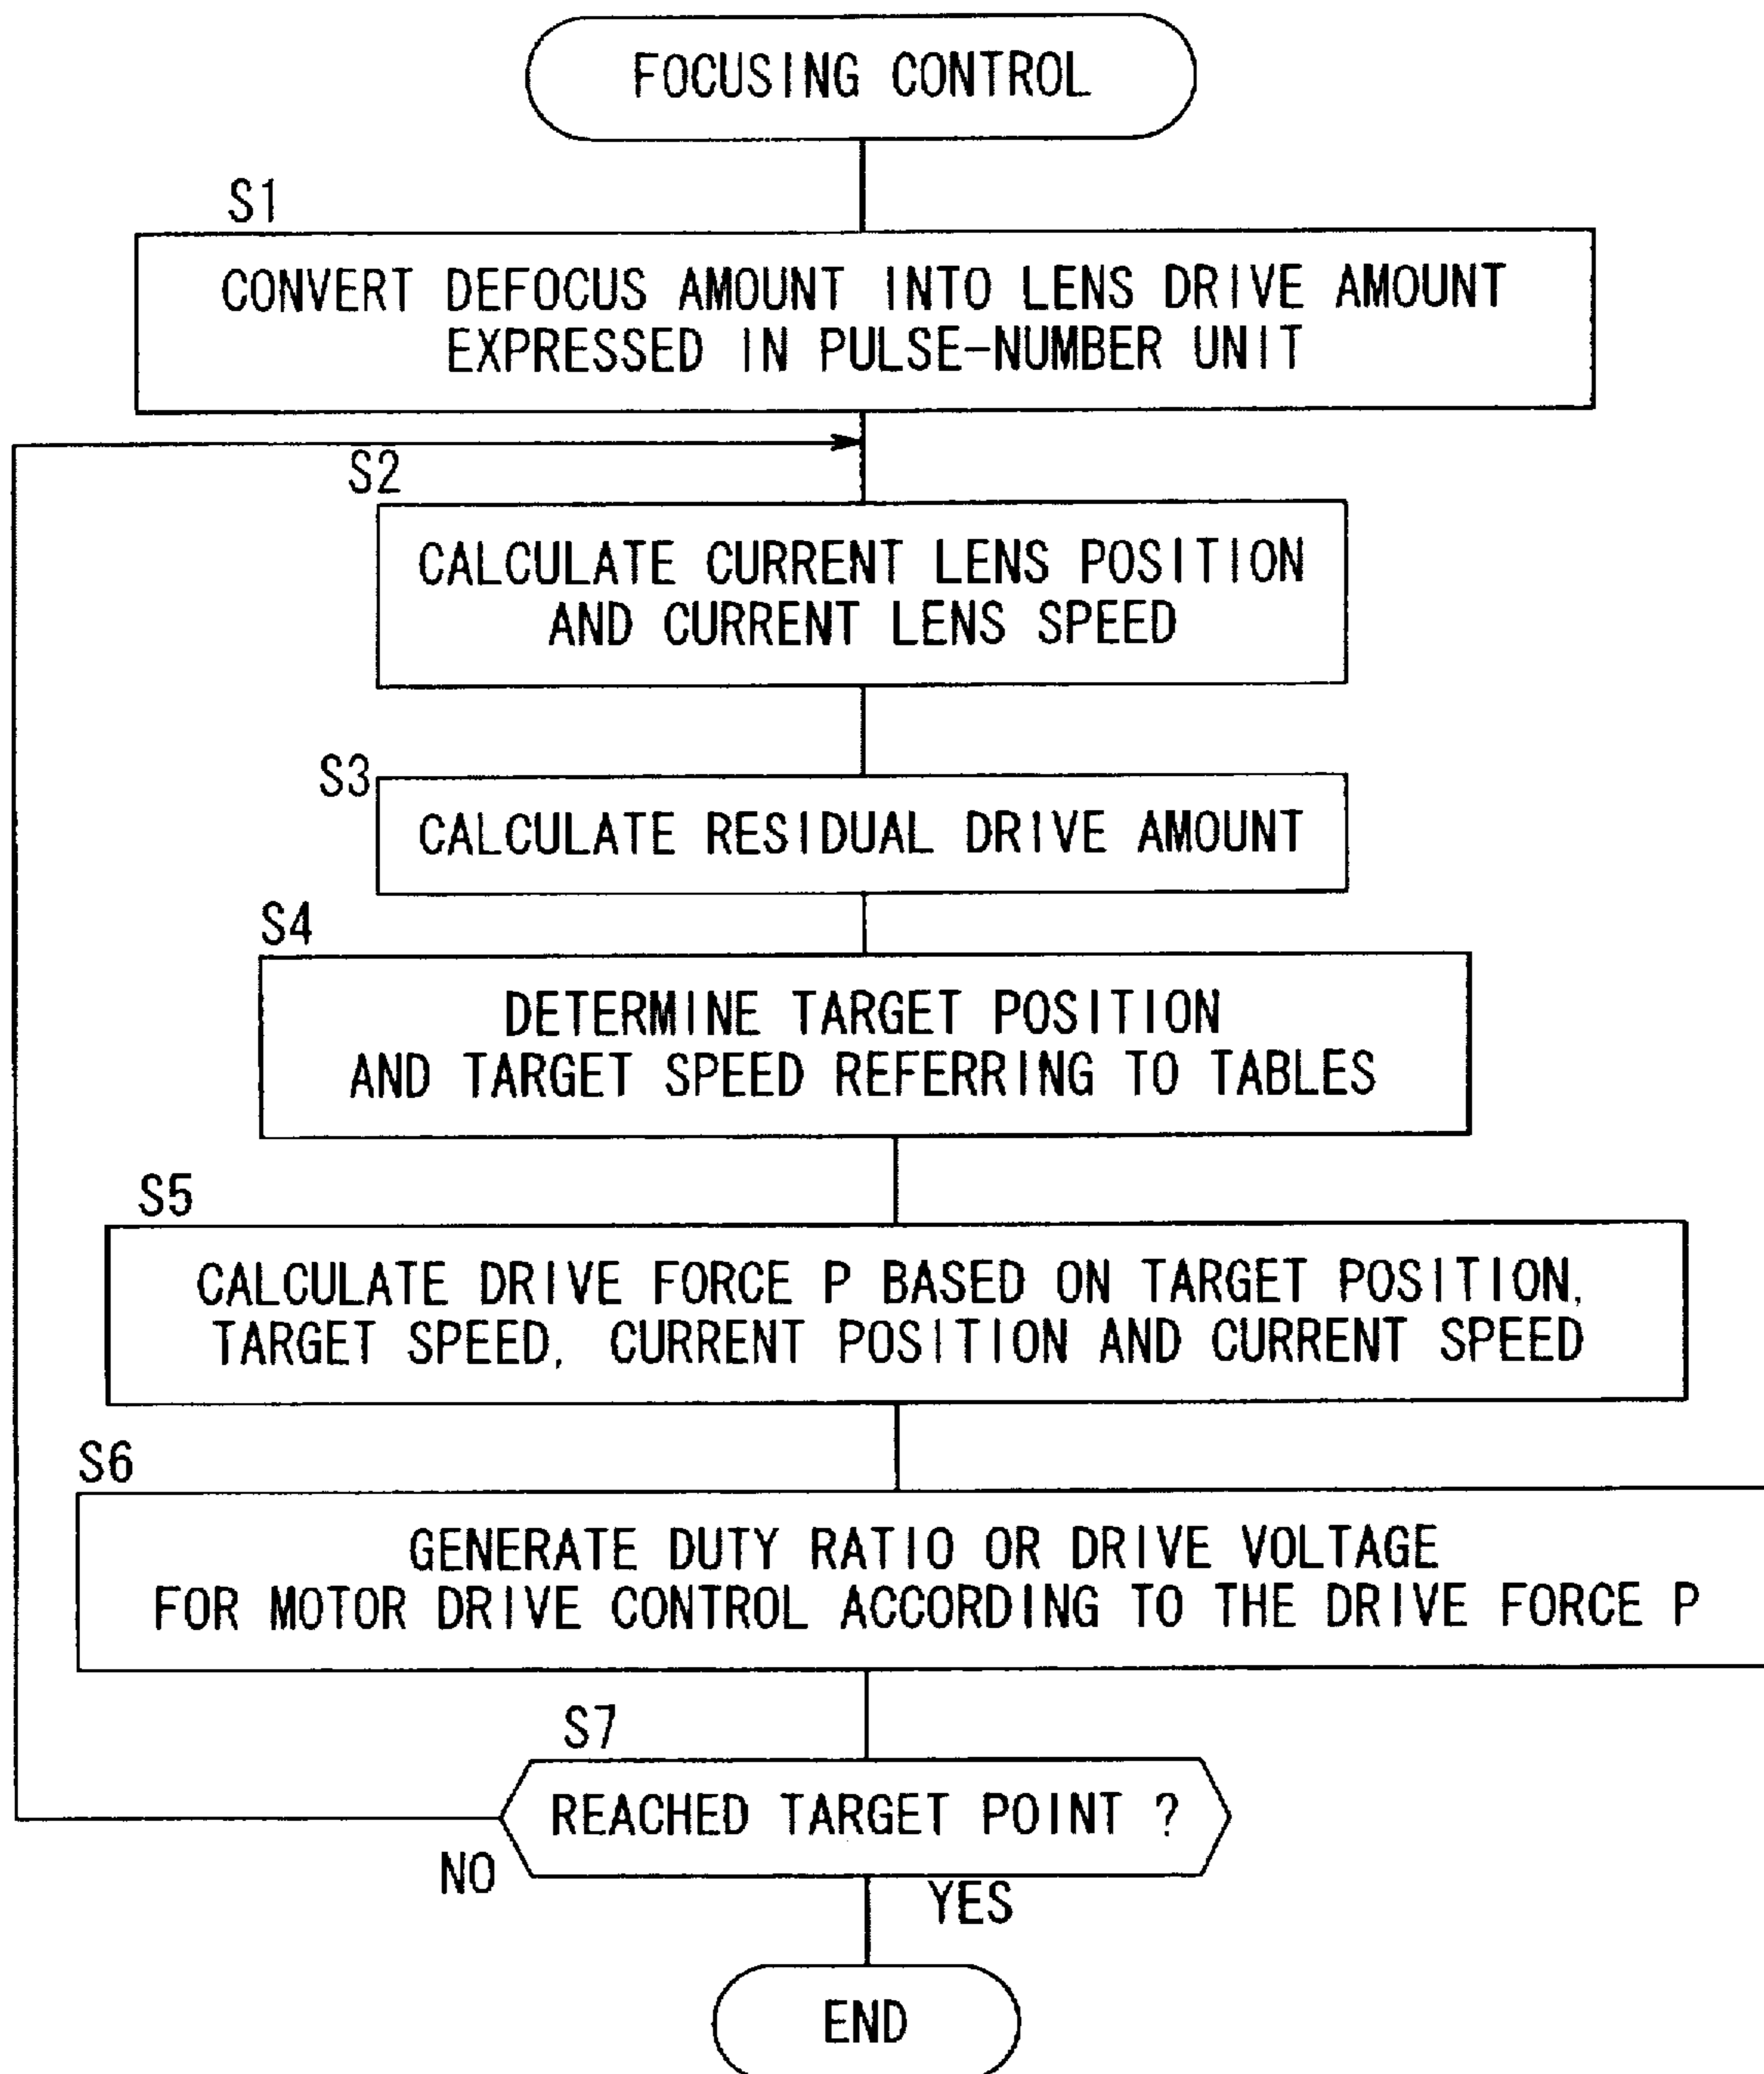 FOCUSING CONTROL
S1
CONVERT DEFOCUS AMOUNT INTO LENS DRIVE AMOUNT
EXPRESSED IN PULSE-NUMBER UNIT
S2
CALCULATE CURRENT LENS POSITION
AND CURRENT LENS SPEED
S3
CALCULATE RESIDUAL DRIVE AMOUNT
S4
DETERMINE TARGET POSITION
AND TARGET SPEED REFERRING TO TABLES
S5
CALCULATE DRIVE FORCE P BASED ON TARGET POSITION,
TARGET SPEED, CURRENT POSITION AND CURRENT SPEED
S6
GENERATE DUTY RATIO OR DRIVE VOLTAGE
FOR MOTOR DRIVE CONTROL ACCORDING TO THE DRIVE FORCE P
S7
REACHED TARGET POINT ?
NO
YES
END